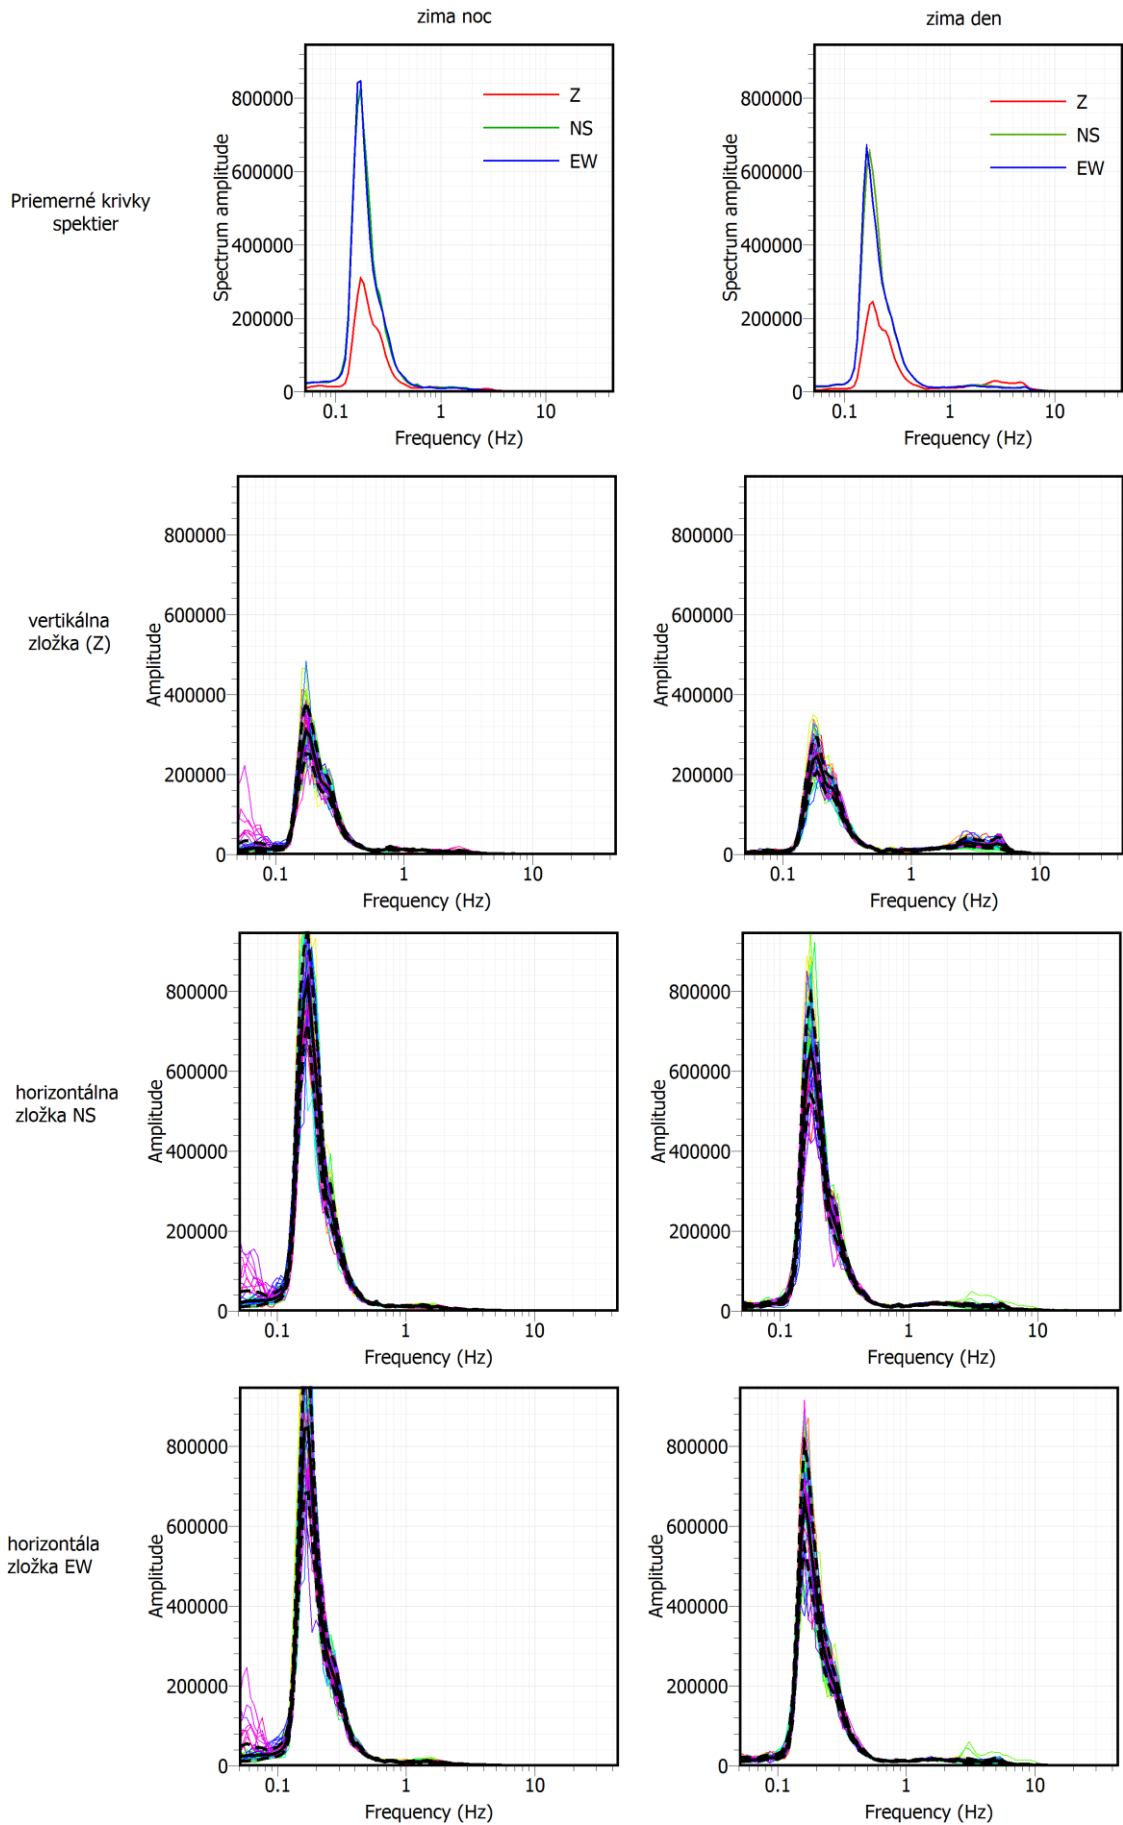 zima noc
zima den
Priemerné krivky
spektier
Spectrum amplitude
800000
600000
400000
200000
0
Z
NS
EW
0.1
1
10
Frequency (Hz)
Spectrum amplitude
800000
600000
400000
200000
0
Z
NS
EW
0.1
1
10
Frequency (Hz)
vertikálna
zložka (Z)
Amplitude
800000
600000
400000
200000
0
0.1
1
10
Frequency (Hz)
Amplitude
800000
600000
400000
200000
0
0.1
1
10
Frequency (Hz)
horizontálna
zložka NS
Amplitude
800000
600000
400000
200000
0
0.1
1
10
Frequency (Hz)
Amplitude
800000
600000
400000
200000
0
0.1
1
10
Frequency (Hz)
horizontála
zložka EW
Amplitude
800000
600000
400000
200000
0
0.1
1
10
Frequency (Hz)
Amplitude
800000
600000
400000
200000
0
0.1
1
10
Frequency (Hz)